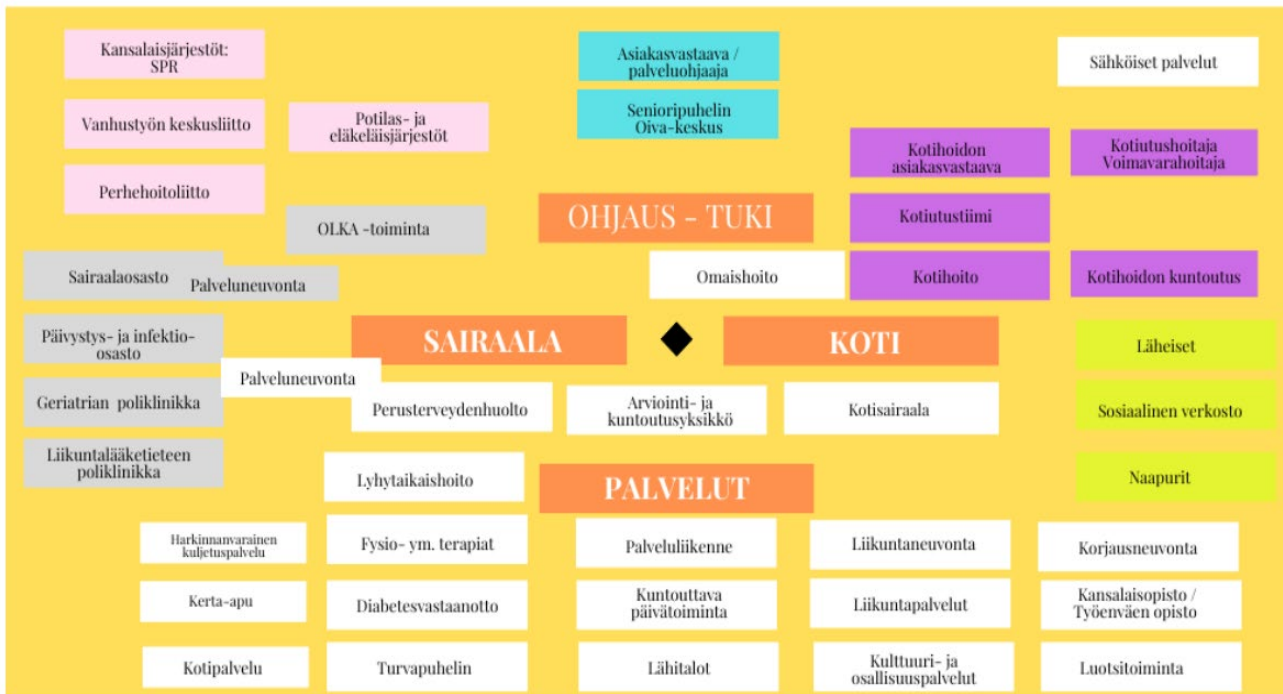 Kansalaisjärjestöt:
SPR
Asiakasvastaava /
palveluohjaaja
Sähköiset palvelut
Vanhustyön keskusliitto
Potilas- ja
eläkeläisjärjestöt
Senioripuhelin
Oiva-keskus
Kotihoidon
asiakasvastaava
Kotiutushoitaja
Voimavarahoitaja
Perhehoitoliitto
OLKA -toiminta
OHJAUS - TUKI
Kotiutustiimi
Sairaalaosasto
Palveluneuvonta
Omaishoito
Kotihoito
Kotihoidon kuntoutus
Päivystys- ja infektio-
osasto
SAIRAALA
KOTI
Läheiset
Palveluneuvonta
Geriatrian poliklinikka
Perusterveydenhuolto
Arviointi- ja
kuntoutusyksikkö
Kotisairaala
Sosiaalinen verkosto
Liikuntalääketieteen
poliklinikka
Lyhytaikaishoito
PALVELUT
Naapurit
Harkinnanvarainen
kuljetuspalvelu
Fysio- ym. terapiat
Palveluliikenne
Liikuntaneuvonta
Korjausneuvonta
Kerta-apu
Diabetesvastaanotto
Kuntouttava
päivätoiminta
Liikuntapalvelut
Kansalaisopisto /
Työenväen opisto
Kotipalvelu
Turvapuhelin
Lähitalot
Kulttuuri- ja
osallisuuspalvelut
Luotsitoiminta